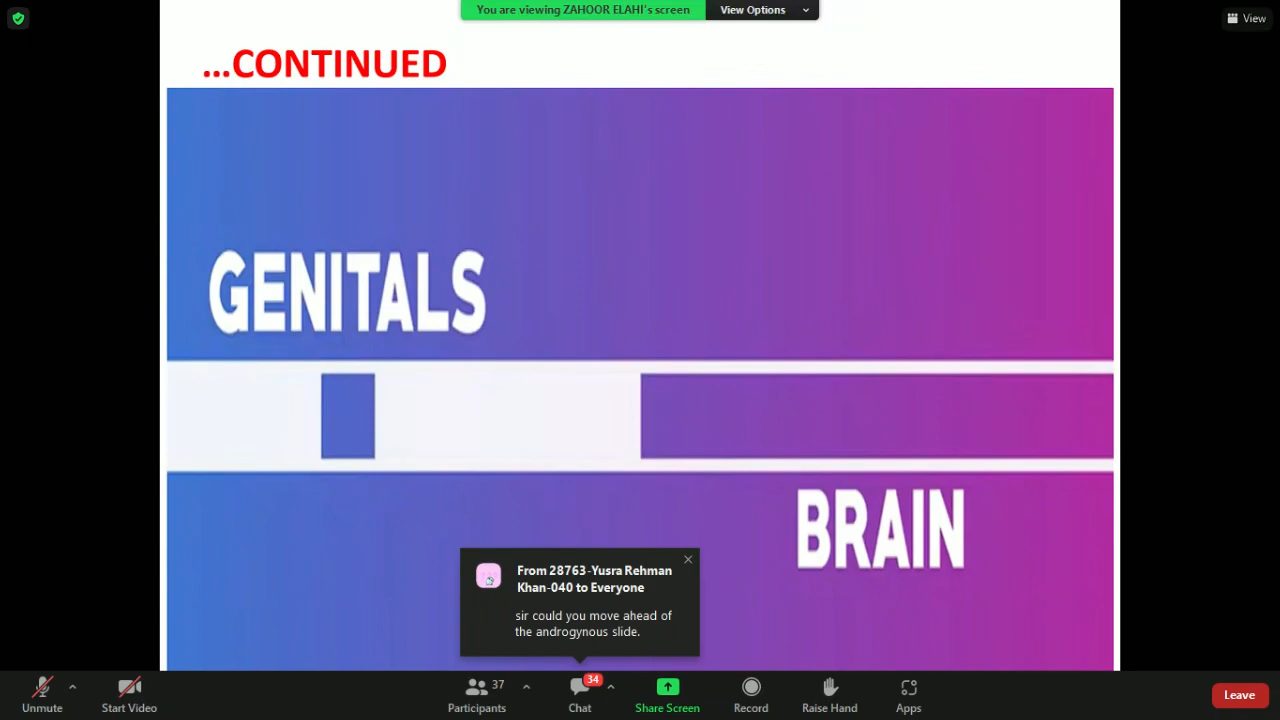 You are viewing ZAHOOR ELAHI's screen
View Options
View
...CONTINUED
GENITALS
BRAIN
From 28763-Yusra Rehman
Khan-040 to Everyone
sir could you move ahead of
the androgynous slide.
Unmute
Start Video
37
Participants
34
Chat
Share Screen
Record
Raise Hand
Apps
Leave